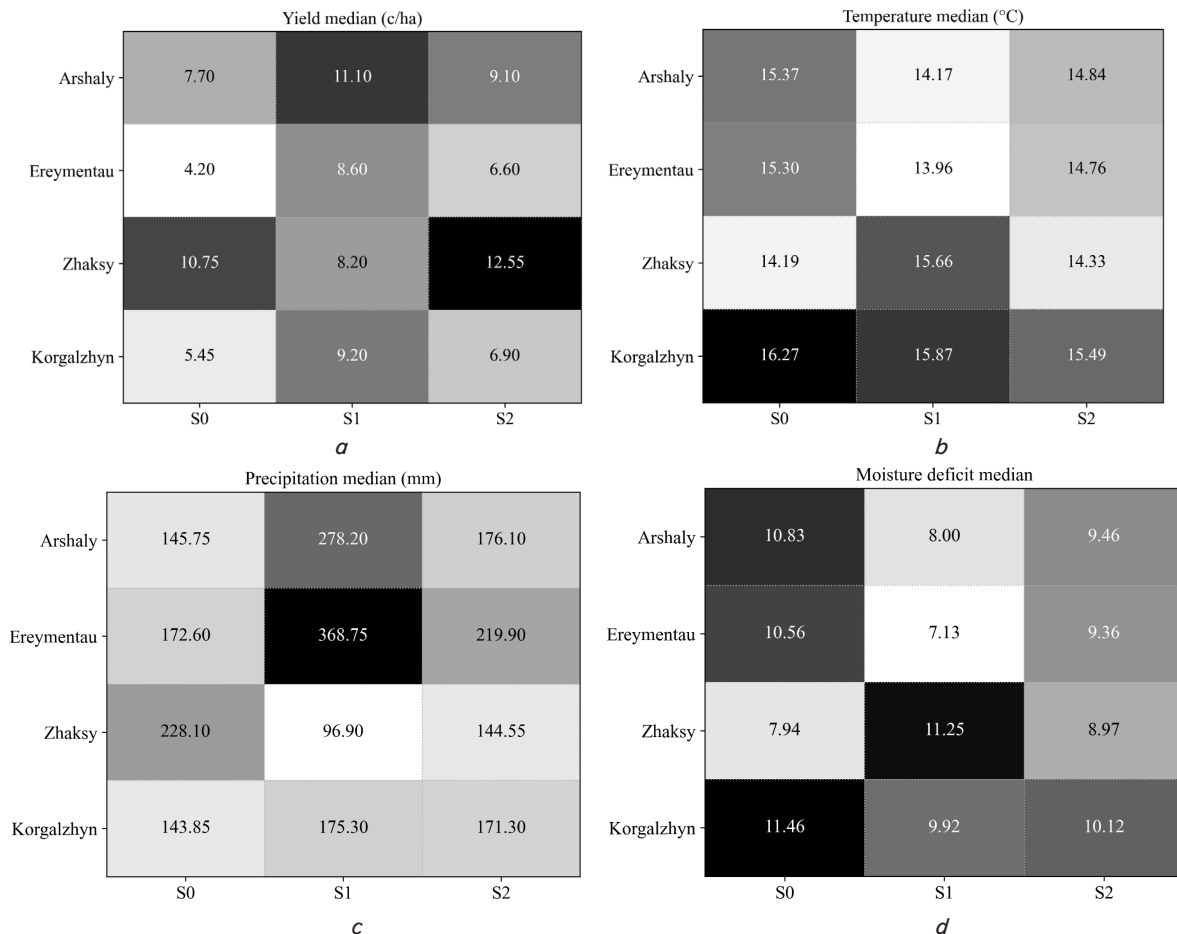 Yield median (c/ha)
Arshaly 7.70 11.10 9.10
Ereymentau 4.20 8.60 6.60
Zhaksy 10.75 8.20 12.55
Korgalzhyn 5.45 9.20 6.90
S0 S1 S2
a
Temperature median (°C)
Arshaly 15.37 14.17 14.84
Ereymentau 15.30 13.96 14.76
Zhaksy 14.19 15.66 14.33
Korgalzhyn 16.27 15.87 15.49
S0 S1 S2
b
Precipitation median (mm)
Arshaly 145.75 278.20 176.10
Ereymentau 172.60 368.75 219.90
Zhaksy 228.10 96.90 144.55
Korgalzhyn 143.85 175.30 171.30
S0 S1 S2
c
Moisture deficit median
Arshaly 10.83 8.00 9.46
Ereymentau 10.56 7.13 9.36
Zhaksy 7.94 11.25 8.97
Korgalzhyn 11.46 9.92 10.12
S0 S1 S2
d